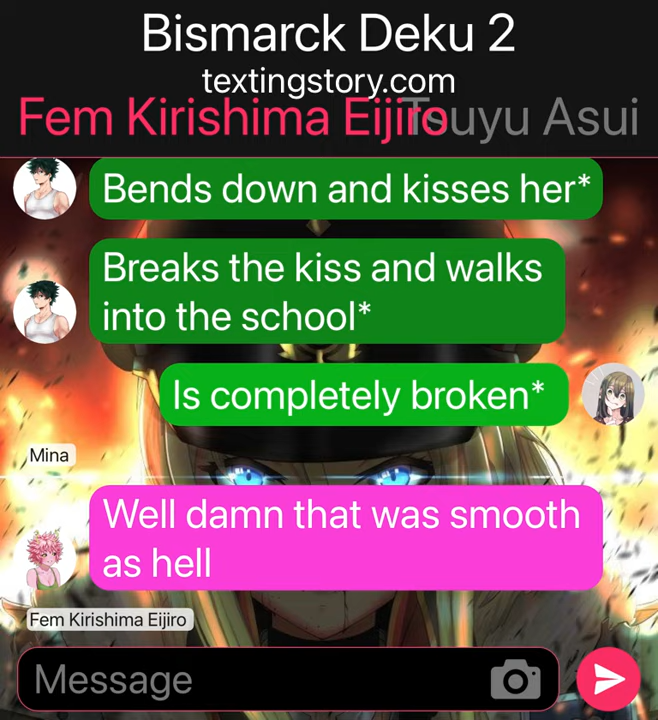 Bismarck Deku 2
textingstory.com
Fem Kirishima Eijiro Tsuyu Asui
Bends down and kisses her*
Breaks the kiss and walks
into the school*
Is completely broken*
Mina
Well damn that was smooth
as hell
Fem Kirishima Eijiro
Message